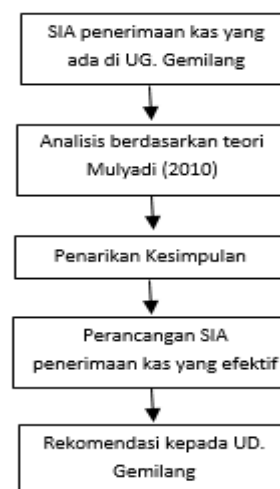 SIA penerimaan kas yang
ada di UG. Gemilang
Analisis berdasarkan teori
Mulyadi (2010)
Penarikan Kesimpulan
Perancangan SIA
penerimaan kas yang efektif
Rekomendasi kepada UD.
Gemilang